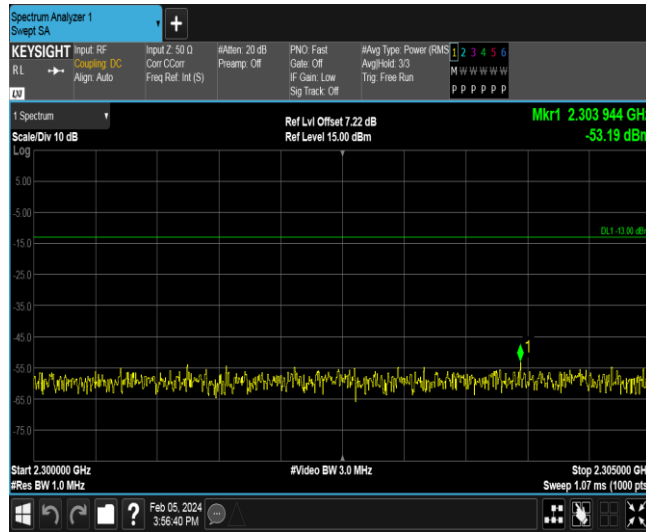 Spectrum Analyzer 1
Swept SA
+
KEYSIGHT
RL
LXI
Input: RF
Coupling: DC
Align: Auto
Input Z: 50 Ω
Corr CCorr
Freq Ref: Int (S)
#Atten: 20 dB
Preamp: Off
PNO: Fast
Gate: Off
IF Gain: Low
Sig Track: Off
#Avg Type: Power (RMS
Avg|Hold: 3/3
Trig: Free Run
1 2 3 4 5 6
M W W W W W
P P P P P P
1 Spectrum
Scale/Div 10 dB
Log
Ref Lvl Offset 7.22 dB
Ref Level 15.00 dBm
Mkr1 2.303 944 GHz
-53.19 dBm
5.00
-5.00
-15.0
-25.0
-35.0
-45.0
-55.0
-65.0
-75.0
DL1 -13.00 dBm
1
Start 2.300000 GHz
#Res BW 1.0 MHz
#Video BW 3.0 MHz
Stop 2.305000 GH
Sweep 1.07 ms (1000 pts
?
Feb 05, 2024
3:56:40 PM